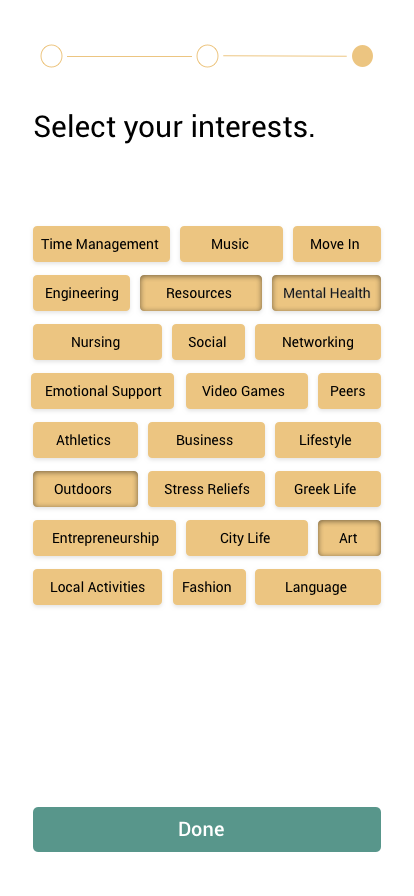 Select your interests.
Time Management Music Move In
Engineering Resources Mental Health
Nursing Social Networking
Emotional Support Video Games Peers
Athletics Business Lifestyle
Outdoors Stress Reliefs Greek Life
Entrepreneurship City Life Art
Local Activities Fashion Language
Done